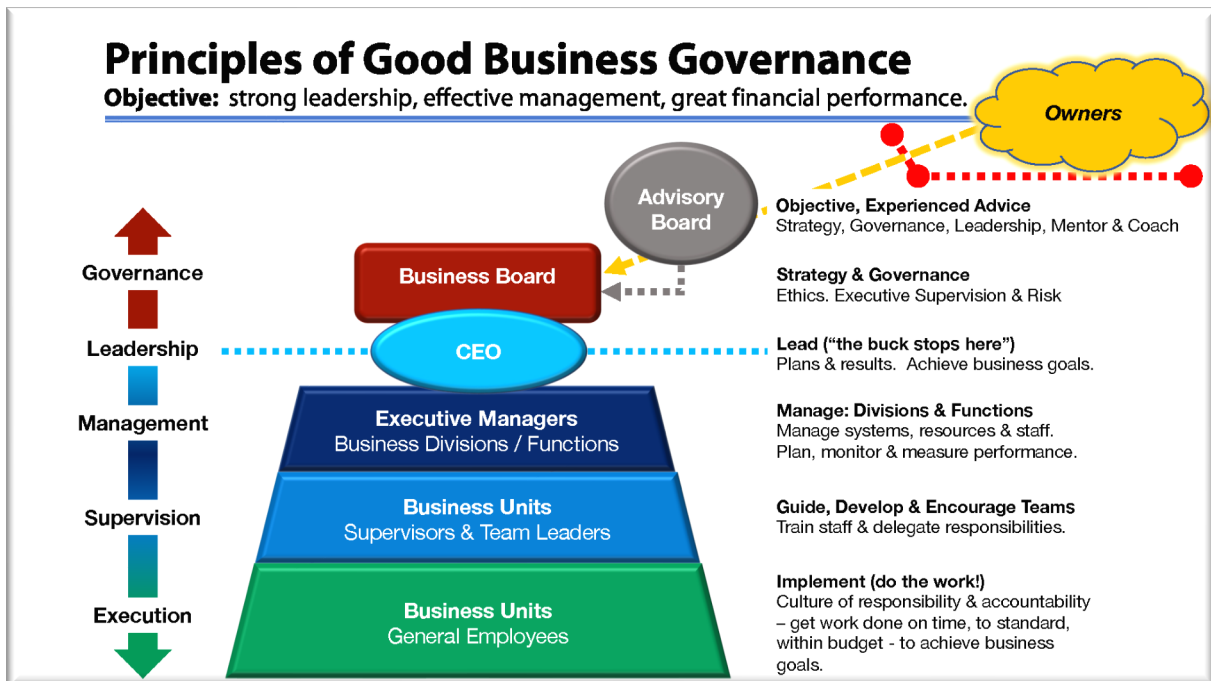 Principles of Good Business Governance
Objective: strong leadership, effective management, great financial performance.
Owners
Advisory
Board
Objective, Experienced Advice
Strategy, Governance, Leadership, Mentor & Coach
Governance
Business Board
Strategy & Governance
Ethics. Executive Supervision & Risk
Leadership
CEO
Lead (“the buck stops here”)
Plans & results. Achieve business goals.
Management
Executive Managers
Business Divisions / Functions
Manage: Divisions & Functions
Manage systems, resources & staff.
Plan, monitor & measure performance.
Supervision
Business Units
Supervisors & Team Leaders
Guide, Develop & Encourage Teams
Train staff & delegate responsibilities.
Execution
Business Units
General Employees
Implement (do the work!)
Culture of responsibility & accountability
– get work done on time, to standard,
within budget - to achieve business
goals.